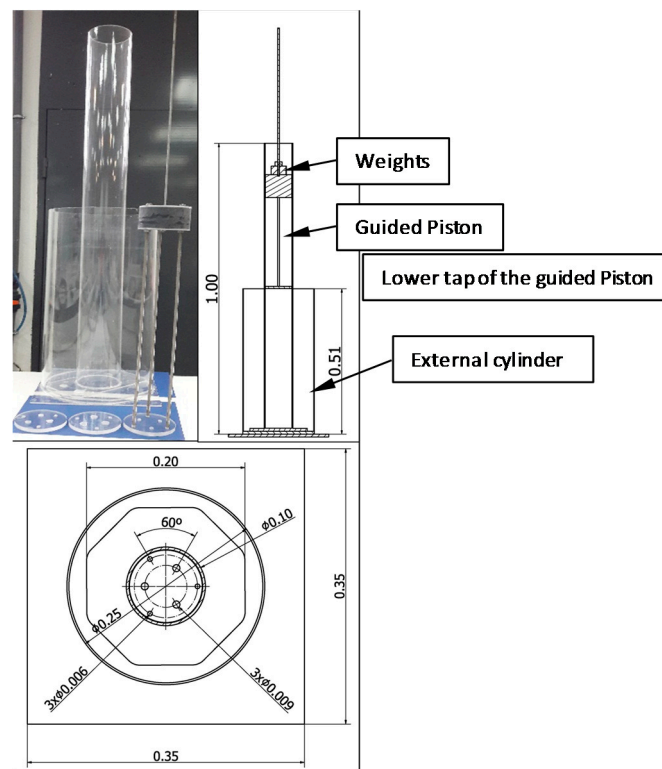 Weights
Guided Piston
Lower tap of the guided Piston
External cylinder
1.00
0.51
0.20
60º
ϕ0.10
ϕ0.25
0.35
3xϕ0.006
3xϕ0.009
0.35